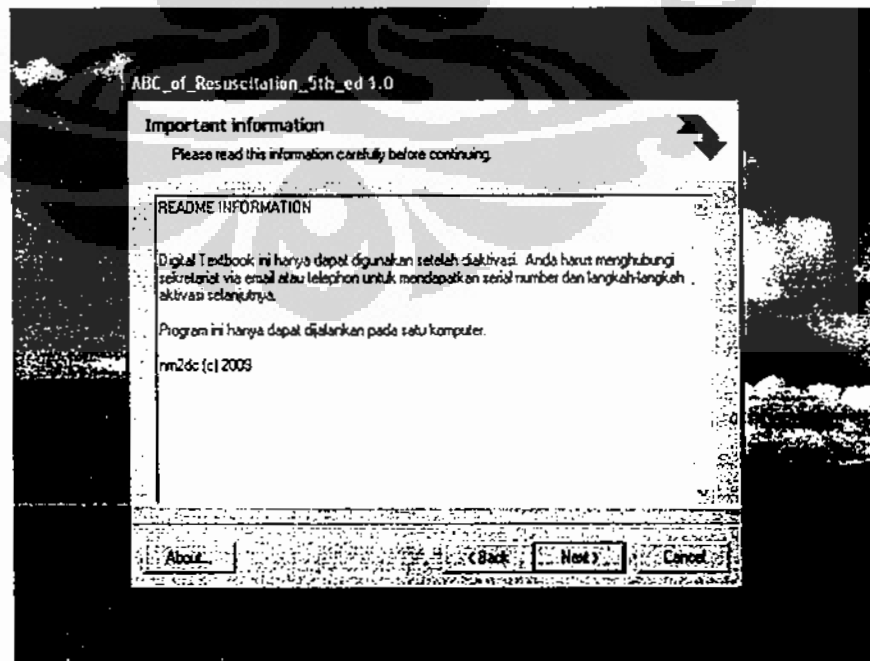 ABC_of_Resuscitation_5th_ed 1.0
Important information
Please read this information carefully before continuing.
README INFORMATION
Digital Textbook ini hanya dapat digunakan setelah diaktivasi. Anda harus menghubungi
sekretariat via email atau telephon untuk mendapatkan serial number dan langkah-langkah
aktivasi selanjutnya.
Program ini hanya dapat dijalankan pada satu komputer.
nm2dc (c) 2009
About...
< Back
Next >
Cancel